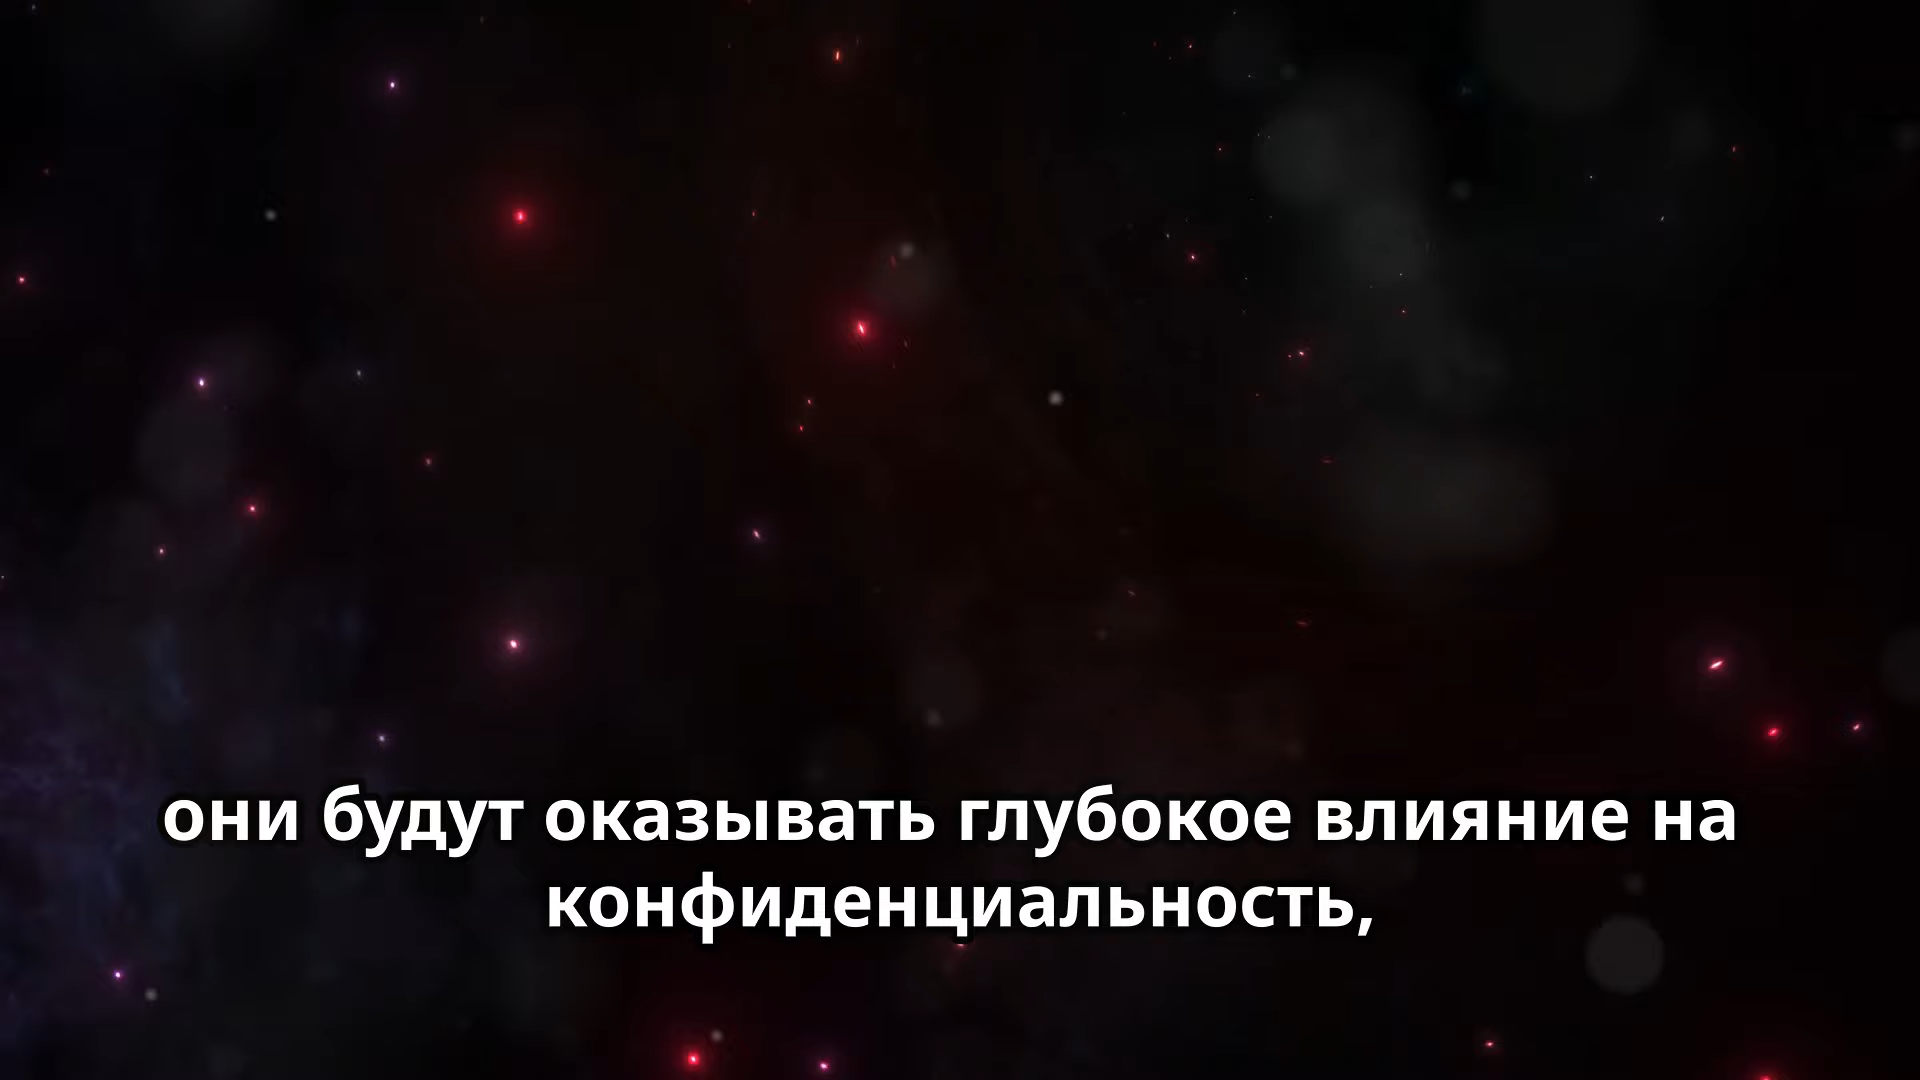 они будут оказывать глубокое влияние на
конфиденциальность,